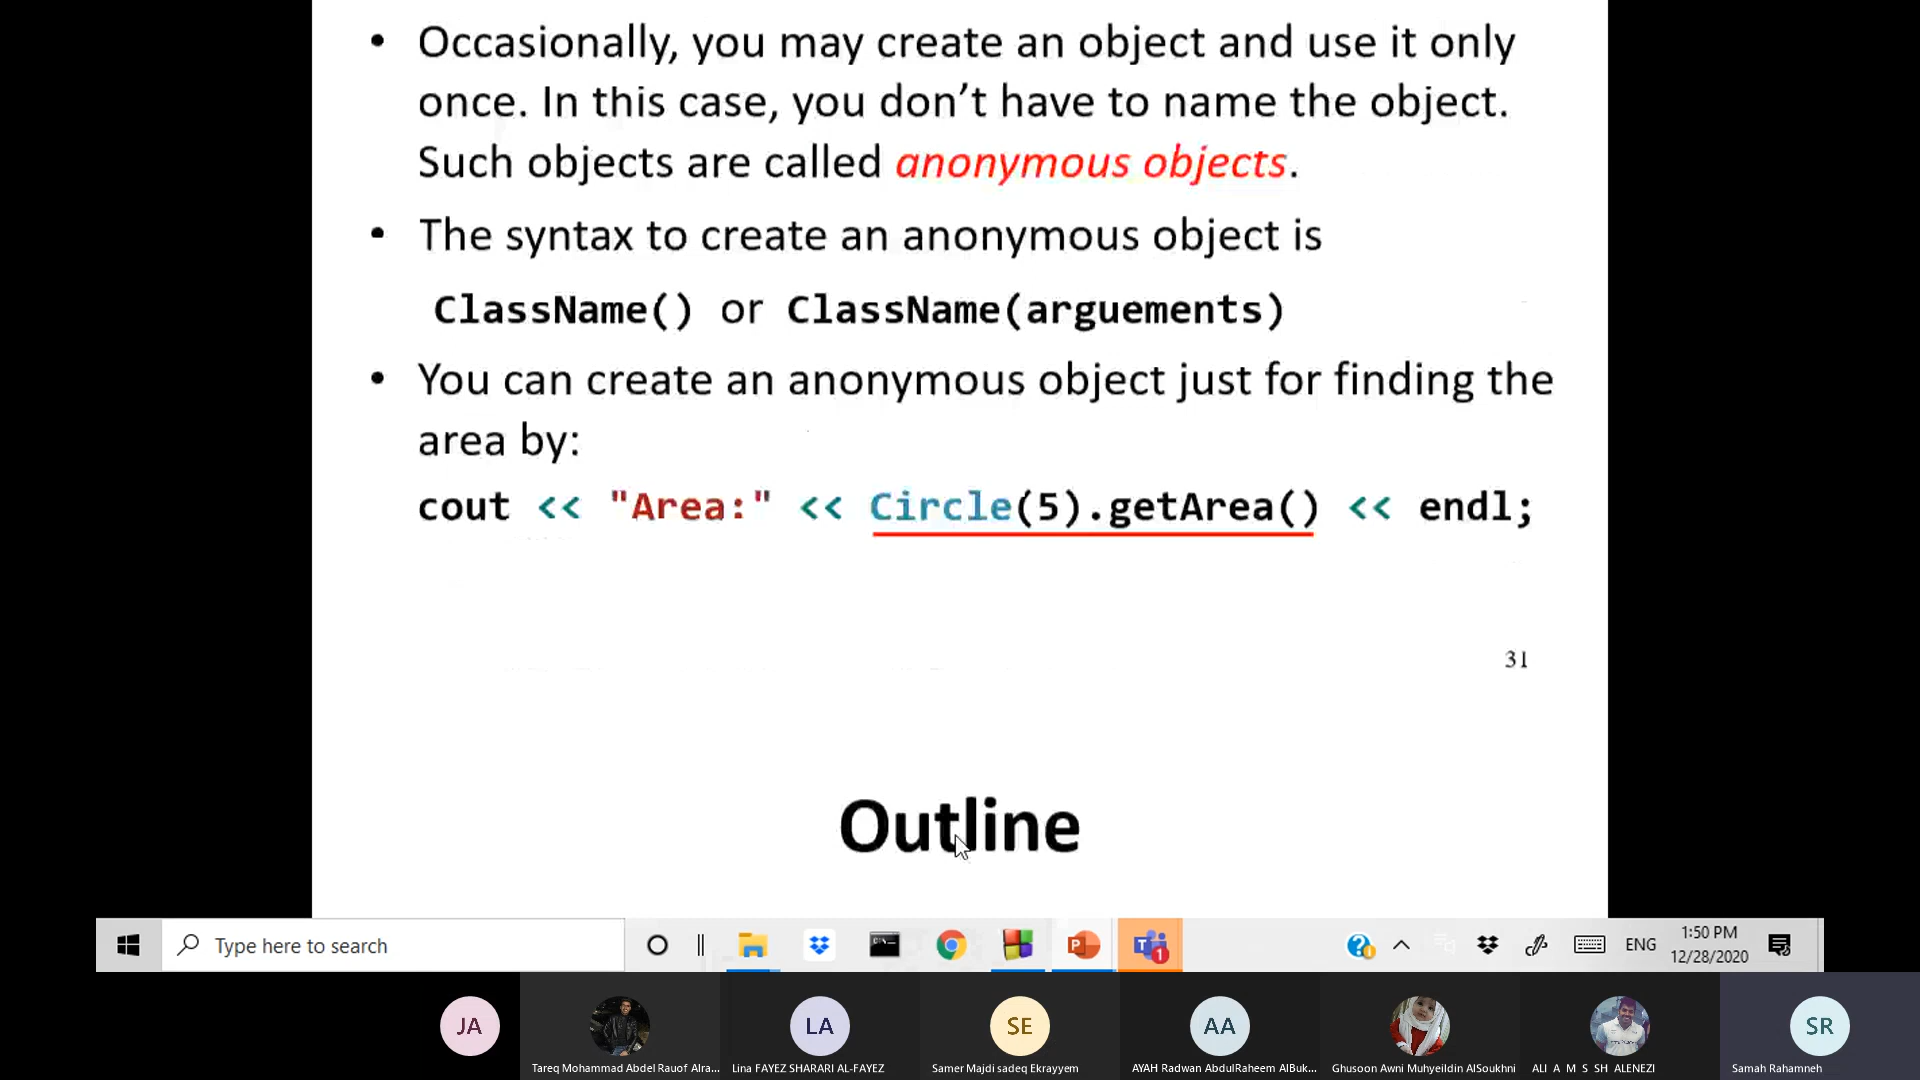 • Occasionally, you may create an object and use it only
once. In this case, you don’t have to name the object.
Such objects are called anonymous objects.
• The syntax to create an anonymous object is
ClassName() or ClassName(arguements)
• You can create an anonymous object just for finding the
area by:
cout << "Area:" << Circle(5).getArea() << endl;
31
Outline
Type here to search
ENG
1:50 PM
12/28/2020
JA
LA
SE
AA
SR
Tareq Mohammad Abdel Raouf Alra...
Lina FAYEZ SHARARI AL-FAYEZ
Samer Majdi sadeq Ekrayyem
AYAH Radwan AbdulRaheem AlBuk...
Ghusoon Awni Muhyeildin AlSoukhni
ALI A M S SH ALENEZI
Samah Rahamneh